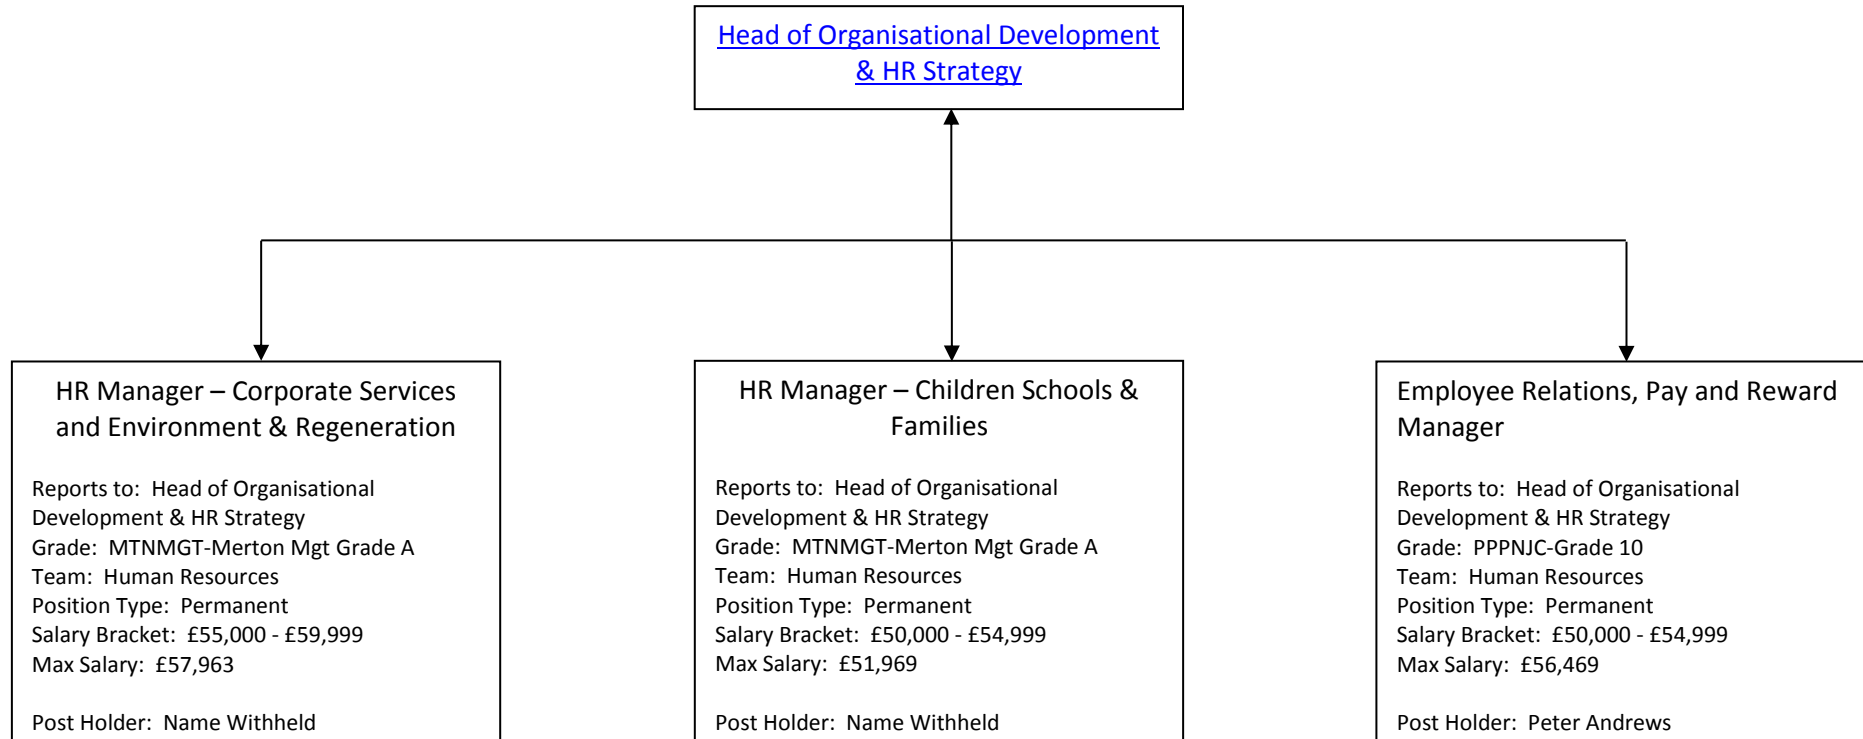 Head of Organisational Development
& HR Strategy
HR Manager – Corporate Services
and Environment & Regeneration
Reports to:  Head of Organisational
Development & HR Strategy
Grade:  MTNMGT-Merton Mgt Grade A
Team:  Human Resources
Position Type:  Permanent
Salary Bracket:  £55,000 - £59,999
Max Salary:  £57,963
Post Holder:  Name Withheld
HR Manager – Children Schools &
Families
Reports to:  Head of Organisational
Development & HR Strategy
Grade:  MTNMGT-Merton Mgt Grade A
Team:  Human Resources
Position Type:  Permanent
Salary Bracket:  £50,000 - £54,999
Max Salary:  £51,969
Post Holder:  Name Withheld
Employee Relations, Pay and Reward
Manager
Reports to:  Head of Organisational
Development & HR Strategy
Grade:  PPPNJC-Grade 10
Team:  Human Resources
Position Type:  Permanent
Salary Bracket:  £50,000 - £54,999
Max Salary:  £56,469
Post Holder:  Peter Andrews